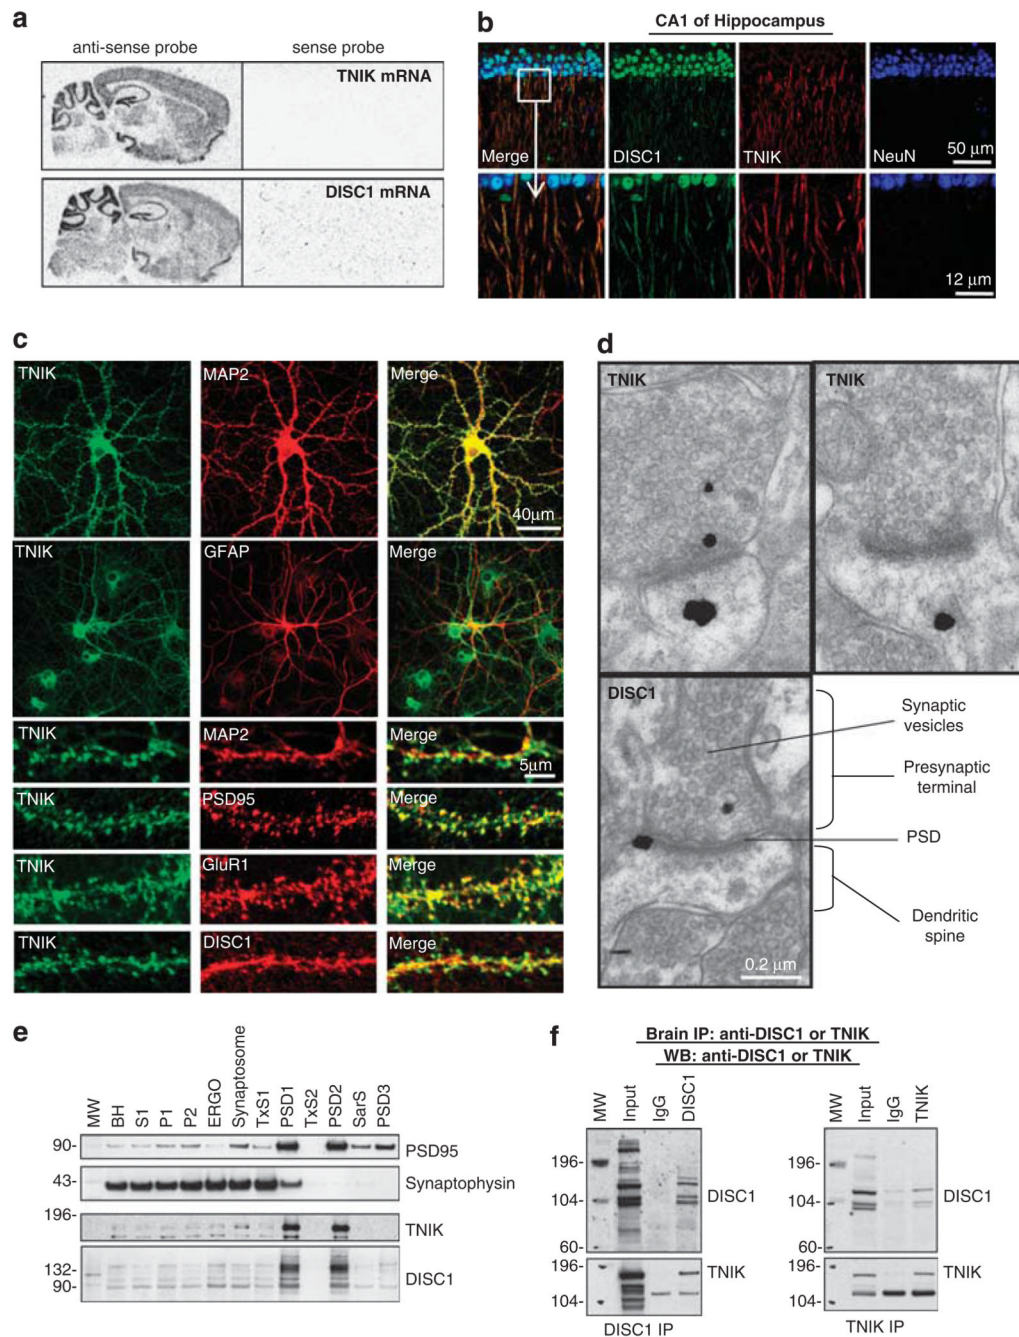 a
anti-sense probe
sense probe
TNIK mRNA
DISC1 mRNA
b
CA1 of Hippocampus
Merge
DISC1
TNIK
NeuN
50 μm
12 μm
c
TNIK
MAP2
Merge
40μm
TNIK
GFAP
Merge
TNIK
MAP2
Merge
5μm
TNIK
PSD95
Merge
TNIK
GluR1
Merge
TNIK
DISC1
Merge
d
TNIK
TNIK
DISC1
Synaptic
vesicles
Presynaptic
terminal
PSD
Dendritic
spine
0.2 μm
e
MW
BH
S1
P1
P2
ERGO
Synaptosome
TxS1
PSD1
TxS2
PSD2
SarS
PSD3
90-
PSD95
43-
Synaptophysin
196-
TNIK
132-
90-
DISC1
f
Brain IP: anti-DISC1 or TNIK
WB: anti-DISC1 or TNIK
MW
Input
IgG
DISC1
196-
104-
60-
DISC1
196-
104-
TNIK
DISC1 IP
MW
Input
IgG
TNIK
196-
104-
60-
DISC1
196-
104-
TNIK
TNIK IP